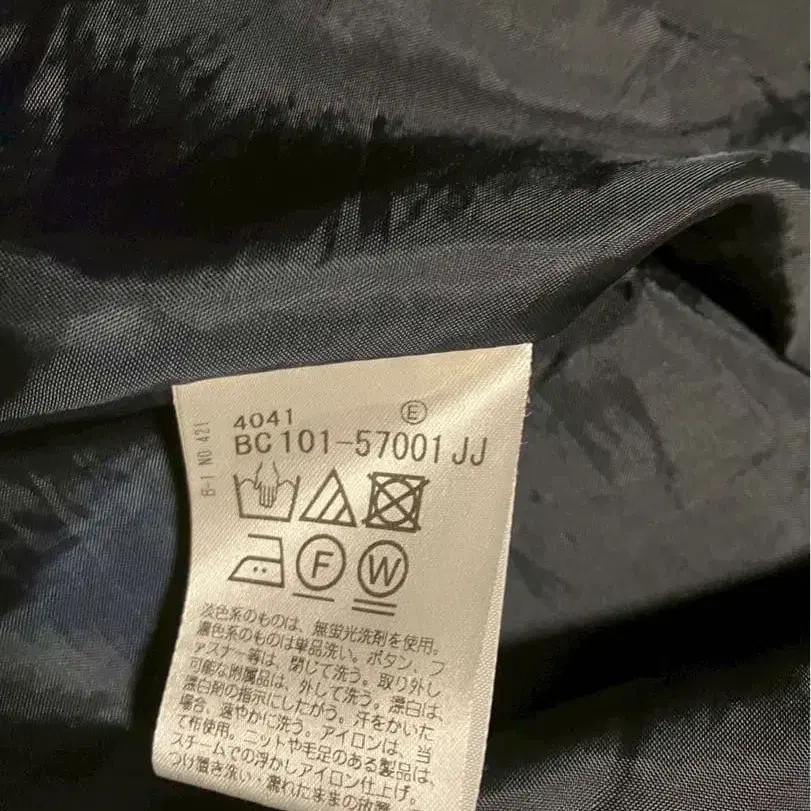 4041 Ⓔ
BC101-57001JJ
B-1 NO 421
F W
淡色系のものは、無蛍光洗剤を使用。
濃色系のものは単品洗い。ボタン、フ
ァスナー等は、閉じて洗う。取り外し
可能な附属品は、外して洗う。漂白は、
漂白剤の指示にしたがう。汗をかいた
場合、速やかに洗う。アイロンは、当
て布使用。ニットや毛足のある製品は、
スチームでの浮かしアイロン仕上げ。
つけ置き洗い・濡れたままの放置